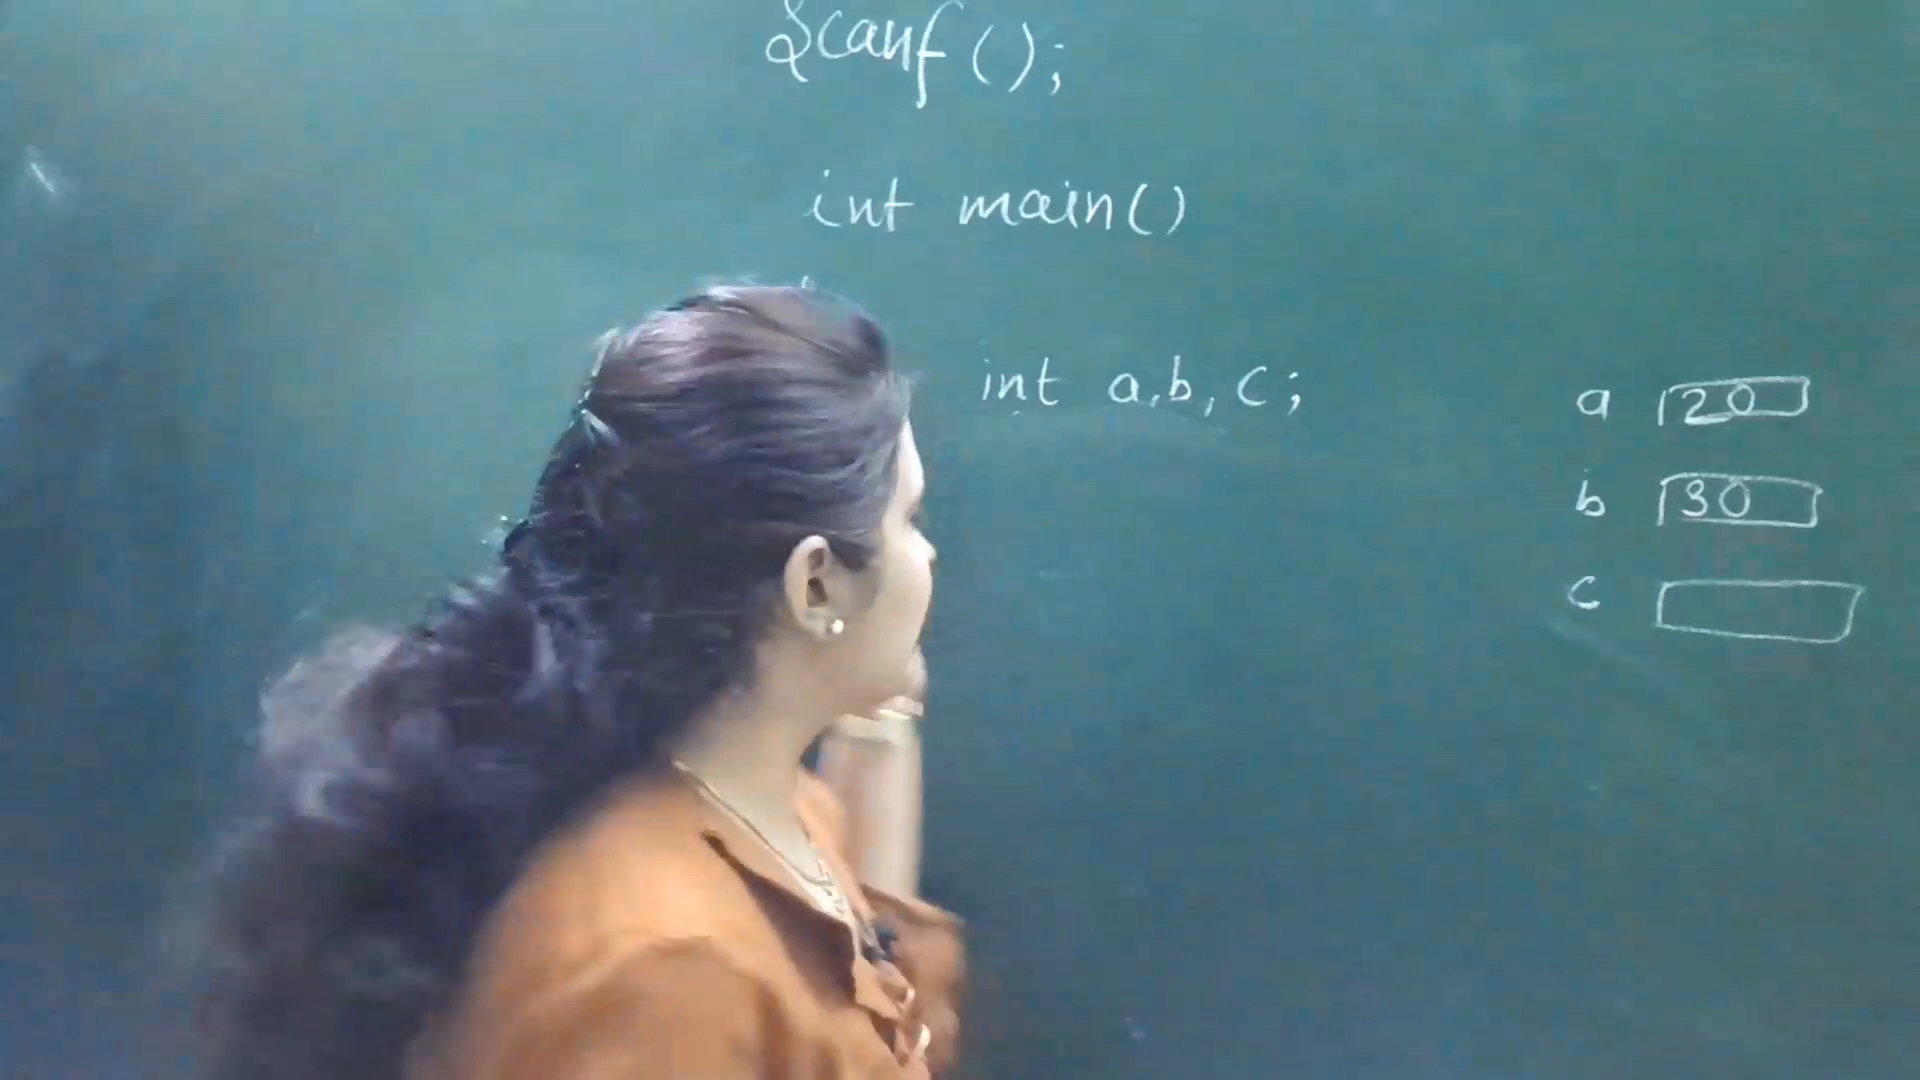 Scanf();
int main()
int a,b,c;
a 20
b 30
c